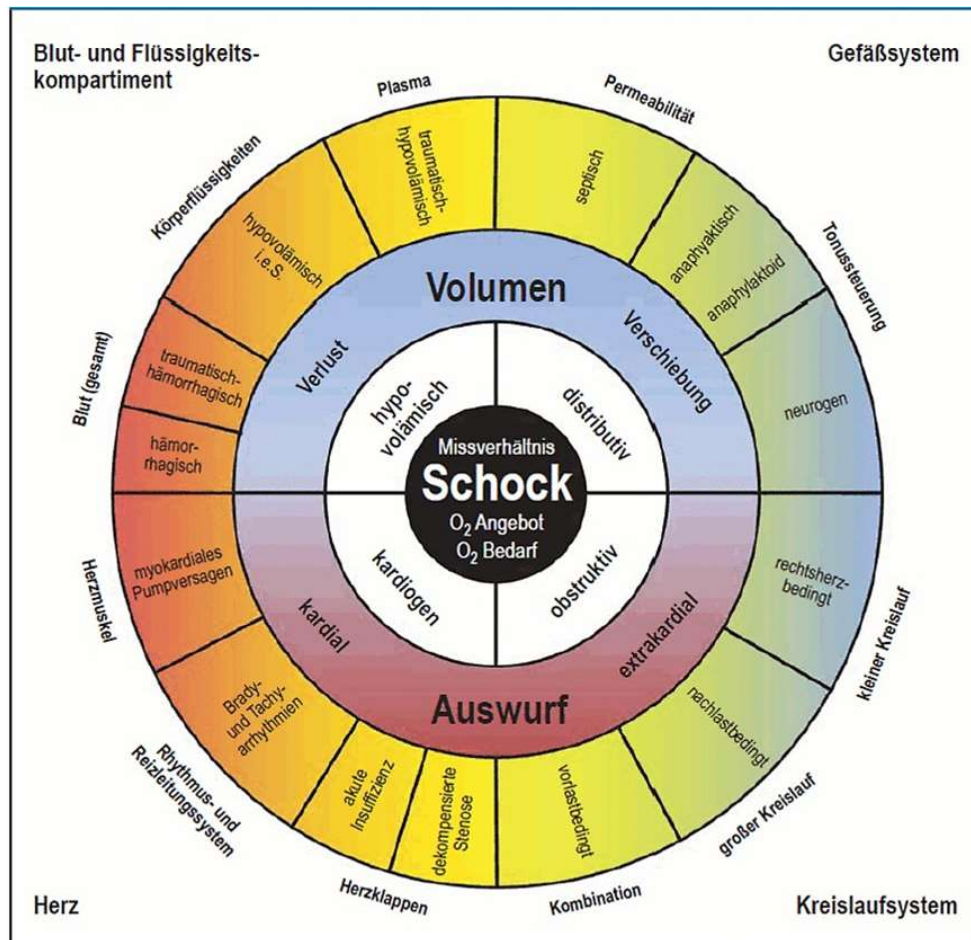 Blut- und Flüssigkeits-
kompartiment
Gefäßsystem
Plasma
Permeabilität
Körperflüssigkeiten
Tonussteuerung
Blut (gesamt)
traumatisch-
hypovolämisch
septisch
hypovolämisch
i.e.S.
anaphyaktisch
anaphylaktoid
traumatisch-
hämorrhagisch
neurogen
hämor-
rhagisch
Volumen
Verlust
Verschiebung
hypo-
volämisch
distributiv
Missverhältnis
Schock
O₂ Angebot
O₂ Bedarf
kardiogen
obstruktiv
kardial
extrakardial
Auswurf
myokardiales
Pumpversagen
rechtsherz-
bedingt
Brady-
und Tachy-
arrhythmien
nachlastbedingt
akute
Insuffizienz
dekompensierte
Stenose
vorlastbedingt
Herzmuskel
kleiner Kreislauf
Rhythmus- und
Reizleitungssystem
großer Kreislauf
Herzklappen
Kombination
Herz
Kreislaufsystem